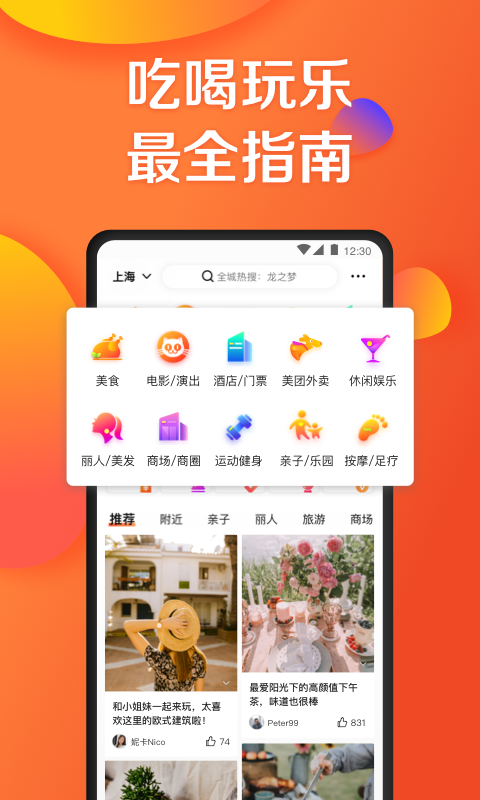 吃喝玩乐
最全指南
12:30
上海
全城热搜：龙之梦
美食
电影/演出
酒店/门票
美团外卖
休闲娱乐
丽人/美发
商场/商圈
运动健身
亲子/乐园
按摩/足疗
推荐
附近
亲子
丽人
旅游
商场
和小姐妹一起来玩，太喜
欢这里的欧式建筑啦！
妮卡Nico
74
最爱阳光下的高颜值下午
茶，味道也很棒
Peter99
831